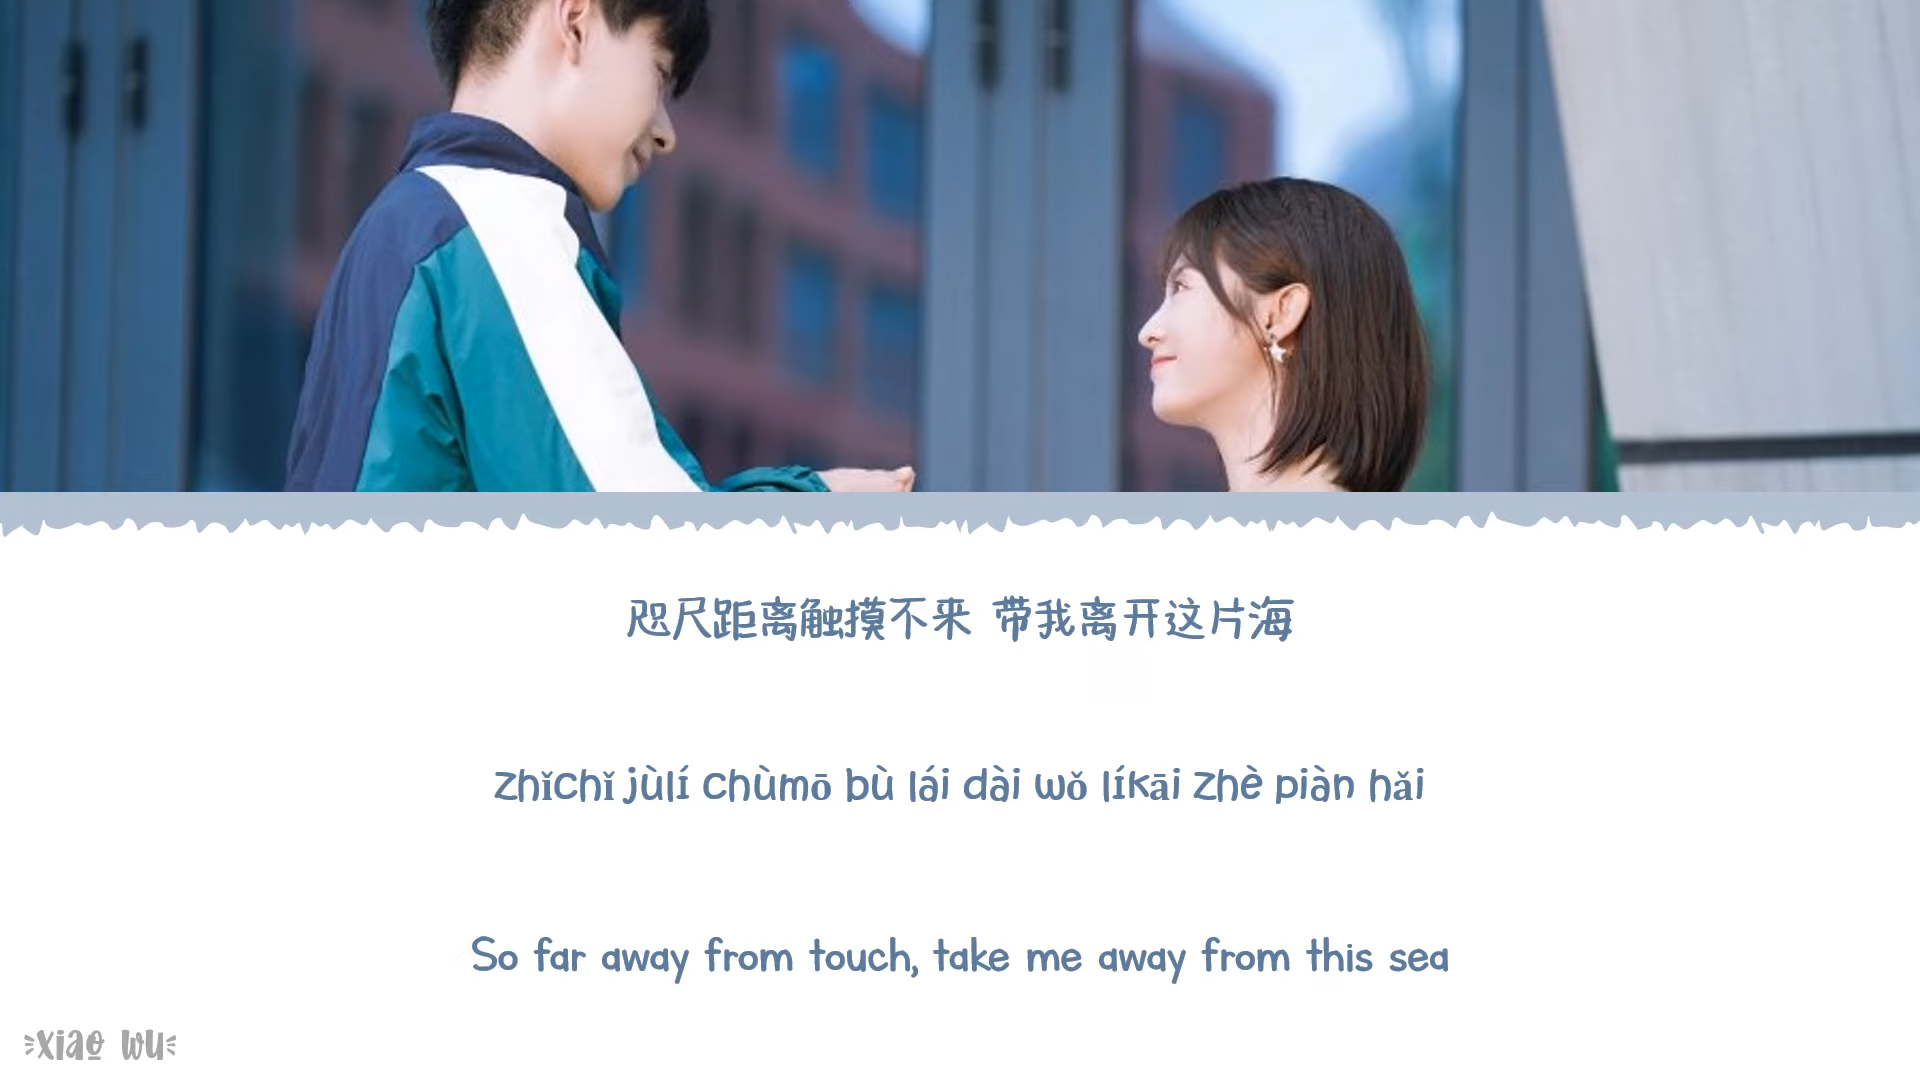 咫尺距离触摸不来 带我离开这片海
zhǐchǐ jùlí chùmō bù lái dài wǒ líkāi zhè piàn hǎi
So far away from touch, take me away from this sea
xiao wu